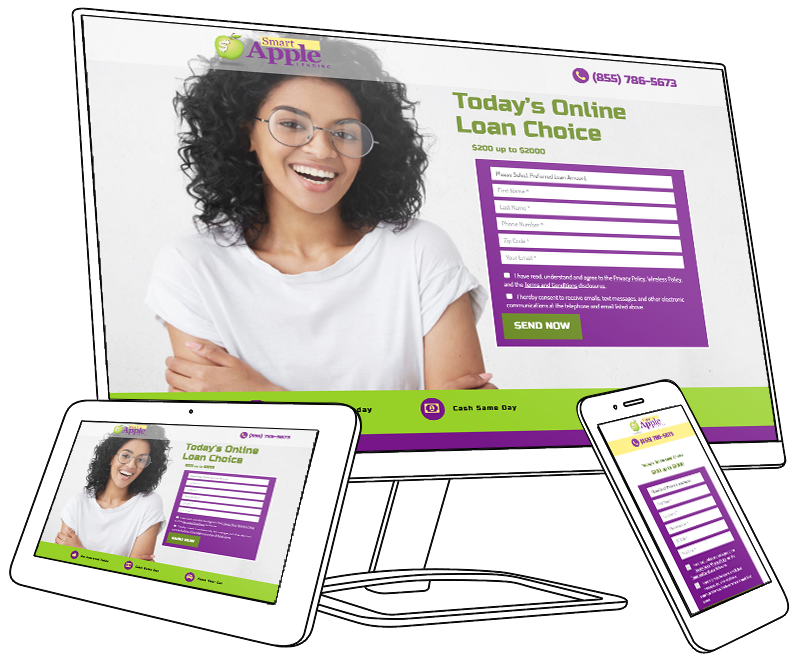 Smart
Apple
LENDING
(855) 786-5673
Today's Online
Loan Choice
$200 up to $2000
Please Select Preferred Loan Amount
First Name *
Last Name *
Phone Number *
Zip Code *
Your Email *
I have read, understand and agree to the Privacy Policy, Wireless Policy,
and the Terms and Conditions disclosures.
I hereby consent to receive emails, text messages, and other electronic
communications at the telephone and email listed above.
SEND NOW
day
Cash Same Day
Apple
(855) 786-5673
Today's Online
Loan Choice
$200 up to $2000
SEND NOW
Cash Same Day
Keep Your Car
Apple
(855) 786-5673
Today's Online Loan Choice
$200 up to $2000